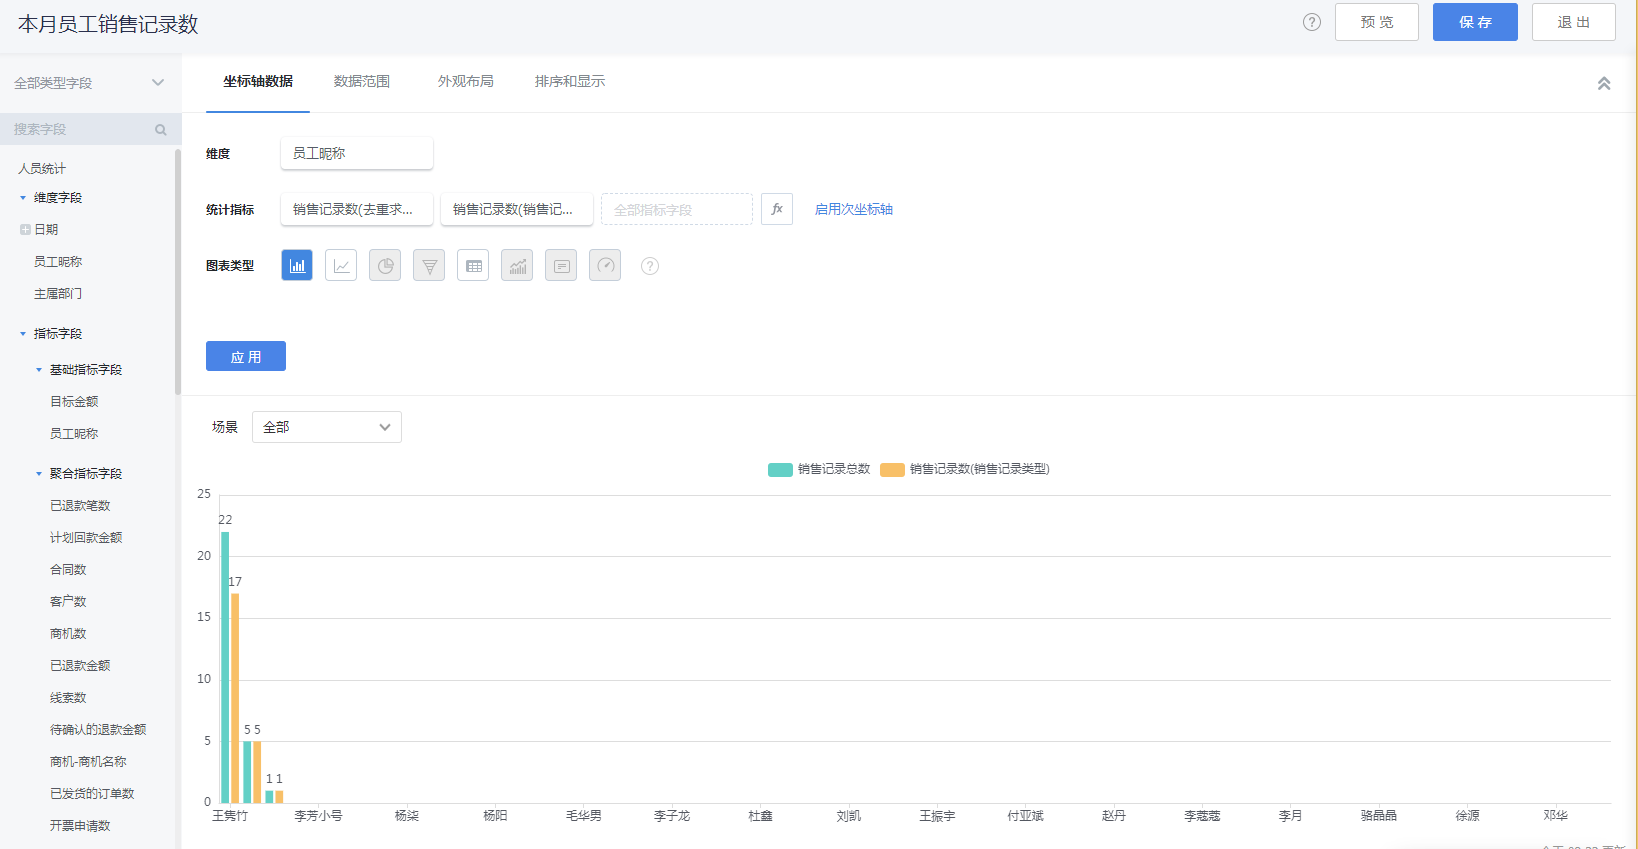 本月员工销售记录数
预 览
保 存
退 出
全部类型字段
坐标轴数据
数据范围
外观布局
排序和显示
搜索字段
人员统计
维度字段
日期
员工昵称
主属部门
指标字段
基础指标字段
目标金额
员工昵称
聚合指标字段
已退款笔数
计划回款金额
合同数
客户数
商机数
已退款金额
线索数
待确认的退款金额
商机-商机名称
已发货的订单数
开票申请数
维度
员工昵称
统计指标
销售记录数(去重求...
销售记录数(销售记...
全部指标字段
fx
启用次坐标轴
图表类型
应 用
场景
全部
销售记录总数
销售记录数(销售记录类型)
25
20
15
10
5
0
22
17
5 5
1 1
王隽竹
李芳小号
杨柒
杨阳
毛华男
李子龙
杜鑫
刘凯
王振宇
付亚斌
赵丹
李蔻蔻
李月
骆晶晶
徐源
邓华